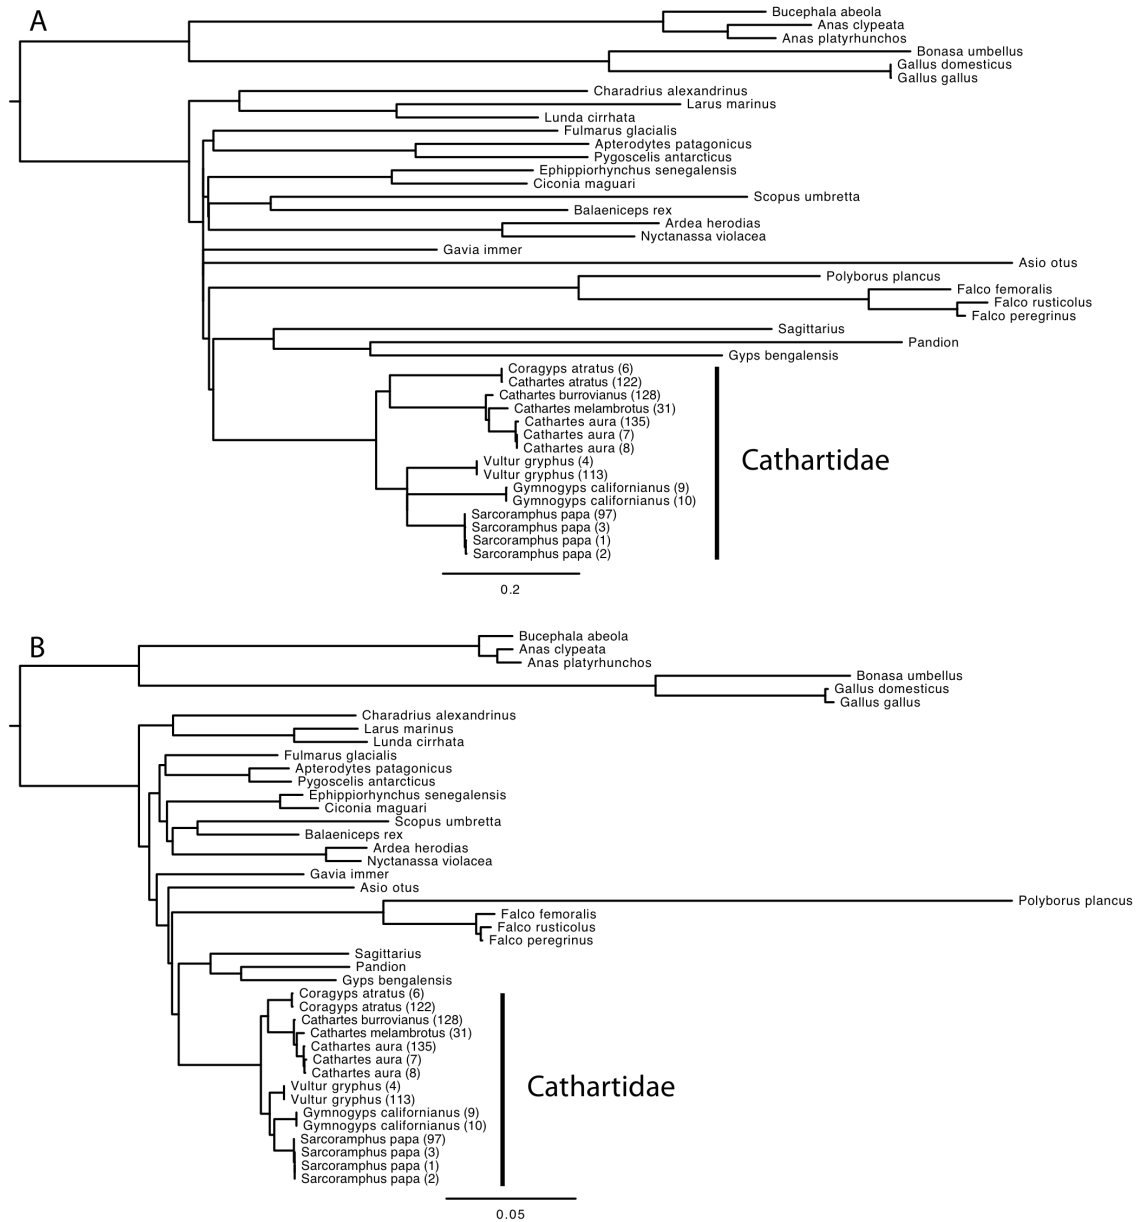 A
Bucephala abeola
Anas clypeata
Anas platyrhunchos
Bonasa umbellus
Gallus domesticus
Gallus gallus
Charadrius alexandrinus
Larus marinus
Lunda cirrhata
Fulmarus glacialis
Apterodytes patagonicus
Pygoscelis antarcticus
Ephippiorhynchus senegalensis
Ciconia maguari
Scopus umbretta
Balaeniceps rex
Ardea herodias
Nyctanassa violacea
Gavia immer
Asio otus
Polyborus plancus
Falco femoralis
Falco rusticolus
Falco peregrinus
Sagittarius
Pandion
Gyps bengalensis
Coragyps atratus (6)
Cathartes atratus (122)
Cathartes burrovianus (128)
Cathartes melambrotus (31)
Cathartes aura (135)
Cathartes aura (7)
Cathartes aura (8)
Vultur gryphus (4)
Vultur gryphus (113)
Gymnogyps californianus (9)
Gymnogyps californianus (10)
Sarcoramphus papa (97)
Sarcoramphus papa (3)
Sarcoramphus papa (1)
Sarcoramphus papa (2)
Cathartidae
0.2
B
Bucephala abeola
Anas clypeata
Anas platyrhunchos
Bonasa umbellus
Gallus domesticus
Gallus gallus
Charadrius alexandrinus
Larus marinus
Lunda cirrhata
Fulmarus glacialis
Apterodytes patagonicus
Pygoscelis antarcticus
Ephippiorhynchus senegalensis
Ciconia maguari
Scopus umbretta
Balaeniceps rex
Ardea herodias
Nyctanassa violacea
Gavia immer
Asio otus
Polyborus plancus
Falco femoralis
Falco rusticolus
Falco peregrinus
Sagittarius
Pandion
Gyps bengalensis
Coragyps atratus (6)
Coragyps atratus (122)
Cathartes burrovianus (128)
Cathartes melambrotus (31)
Cathartes aura (135)
Cathartes aura (7)
Cathartes aura (8)
Vultur gryphus (4)
Vultur gryphus (113)
Gymnogyps californianus (9)
Gymnogyps californianus (10)
Sarcoramphus papa (97)
Sarcoramphus papa (3)
Sarcoramphus papa (1)
Sarcoramphus papa (2)
Cathartidae
0.05